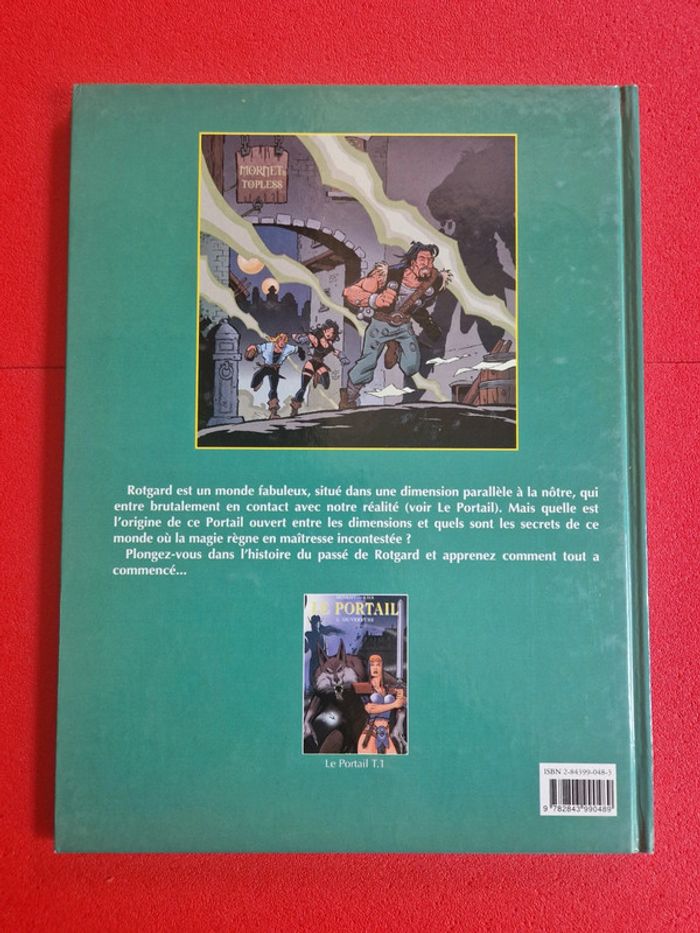 MORNET'S
TOPLESS
Rotgard est un monde fabuleux, situé dans une dimension parallèle à la nôtre, qui
entre brutalement en contact avec notre réalité (voir Le Portail). Mais quelle est
l'origine de ce Portail ouvert entre les dimensions et quels sont les secrets de ce
monde où la magie règne en maîtresse incontestée ?
Plongez-vous dans l'histoire du passé de Rotgard et apprenez comment tout a
commencé...
LE PORTAIL
Le Portail T.1
ISBN 2-84399-048-3
9 782843 990489